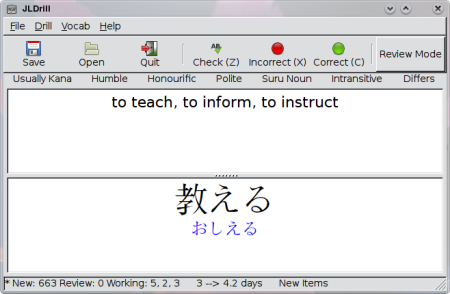 JLDrill
File Drill Vocab Help
Save Open Quit Check (Z) Incorrect (X) Correct (C) Review Mode
Usually Kana Humble Honourific Polite Suru Noun Intransitive Differs
to teach, to inform, to instruct
教える
おしえる
* New: 663 Review: 0 Working: 5, 2, 3 3 --> 4.2 days New Items